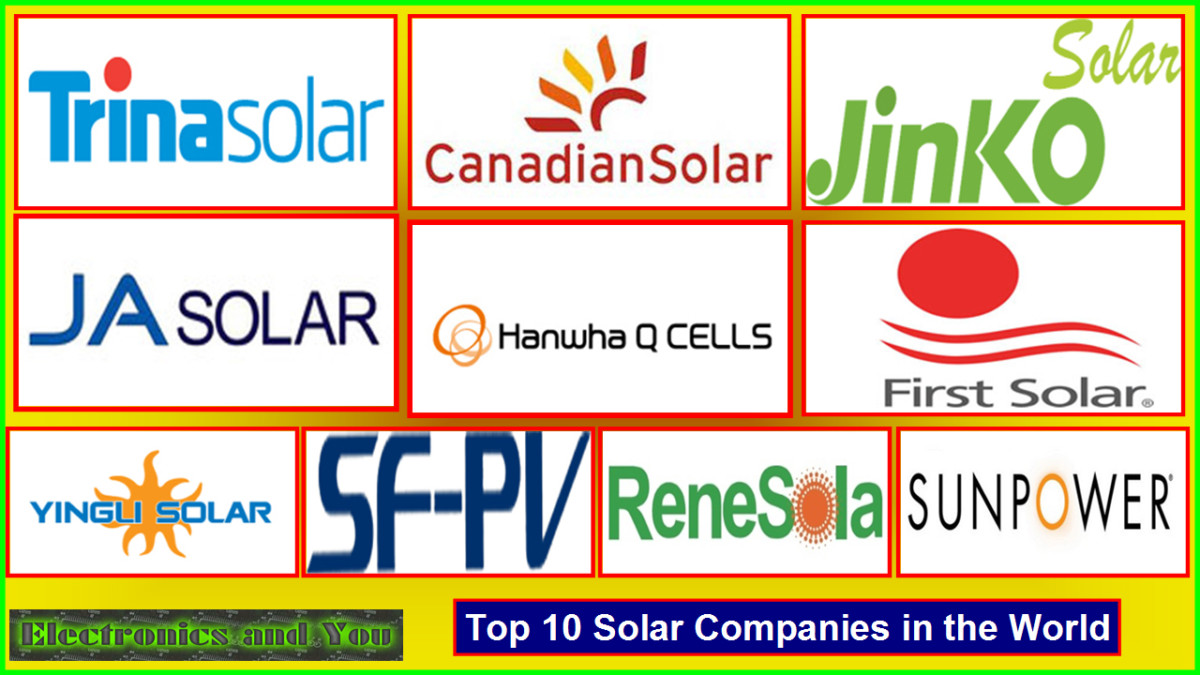 Trinasolar
CanadianSolar
Solar
JinKO
JA SOLAR
Hanwha Q CELLS
First Solar®
YINGLI SOLAR
SF-PV
ReneSola
SUNPOWER®
Electronics and You
Top 10 Solar Companies in the World